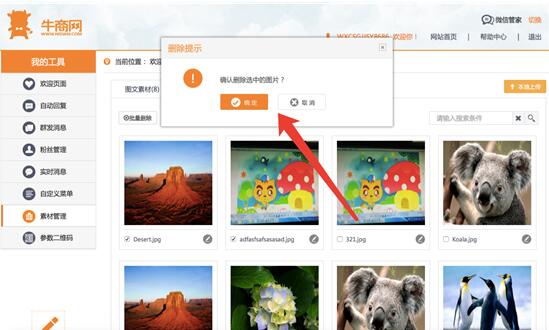 牛商网
WWW.NIUSHOP.COM
微信管家 切换
欢迎你！ 网站首页 | 帮助中心 | 退出
我的工具
欢迎页面
自动回复
群发消息
粉丝管理
实时消息
自定义菜单
素材管理
参数二维码
当前位置：欢迎
删除提示
确认删除选中的图片？
确 定
取 消
图文素材(8)
本地上传
批量删除
请输入搜索条件
Desert.jpg
adfasfsafsasasad.jpg
321.jpg
Koala.jpg